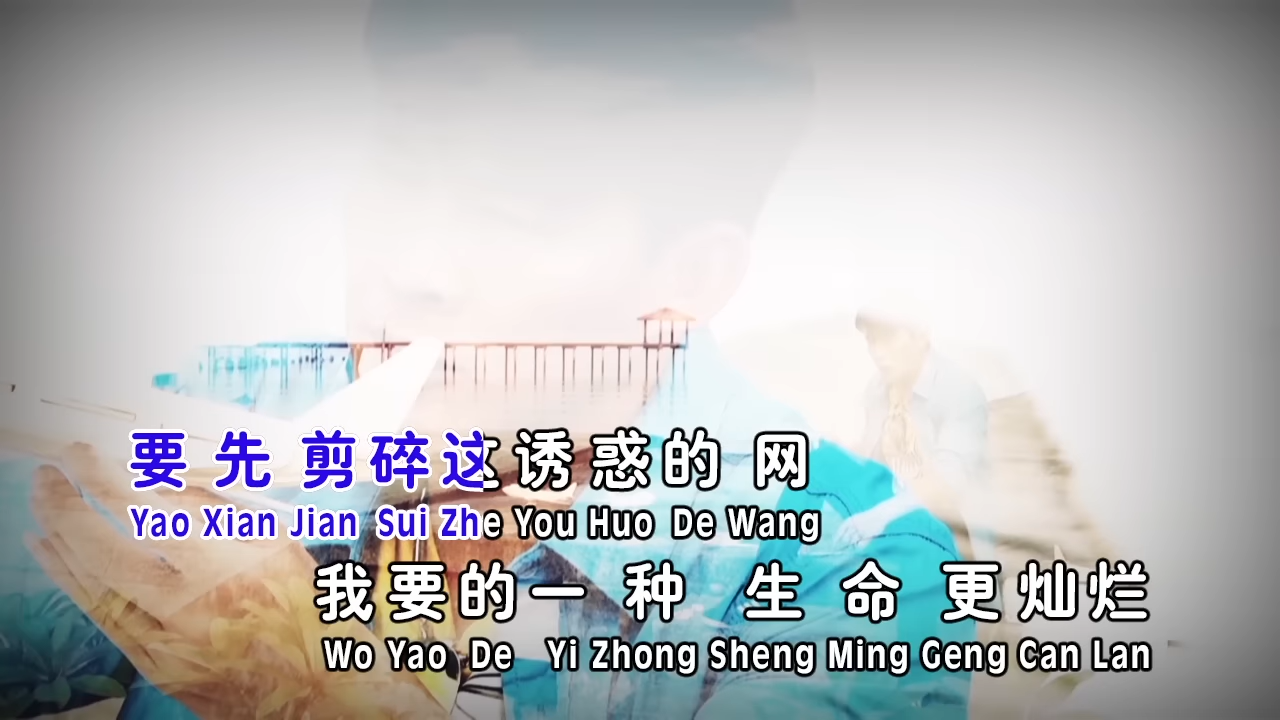 要 先 剪碎这诱惑的 网
Yao Xian Jian Sui Zhe You Huo De Wang
我要的一 种 生 命 更灿烂
Wo Yao De Yi Zhong Sheng Ming Geng Can Lan